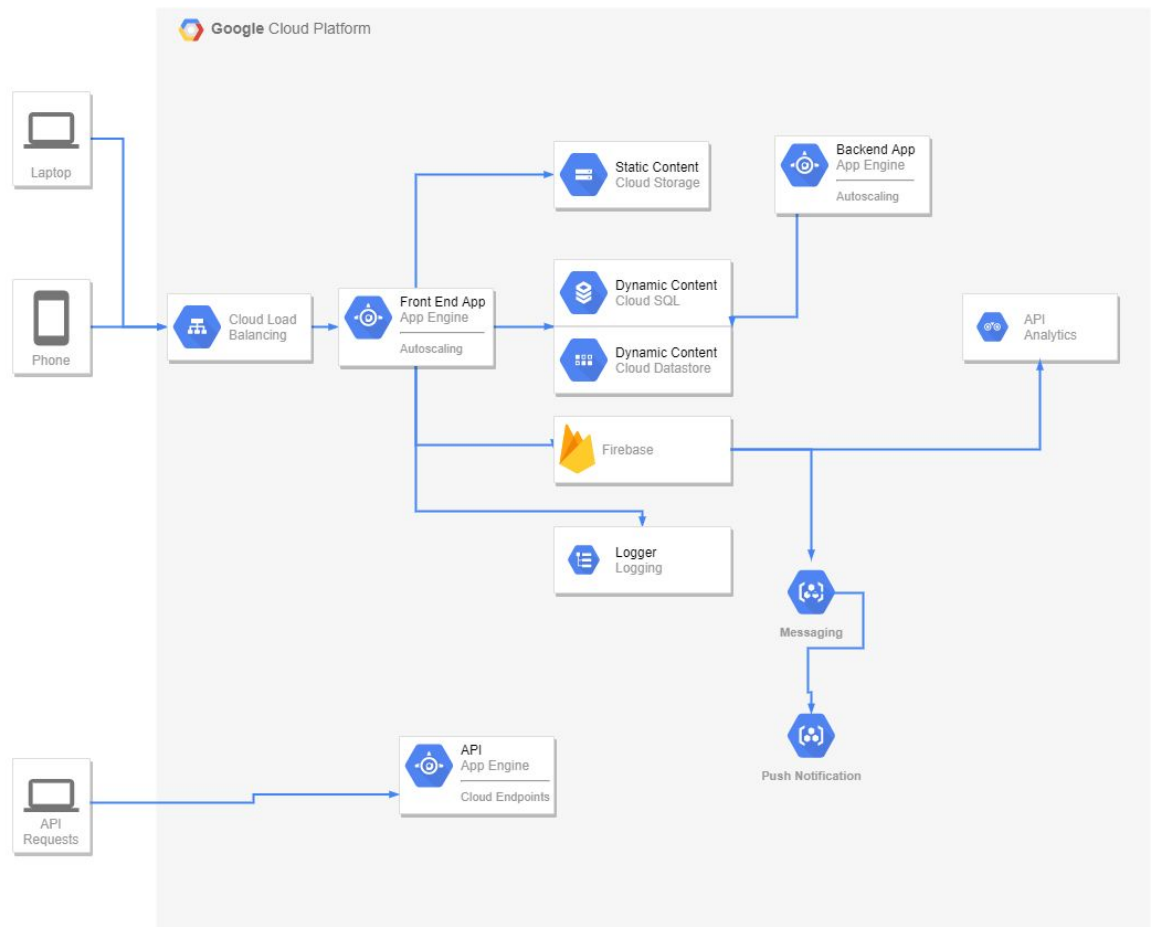 Google Cloud Platform
Laptop
Phone
Cloud Load
Balancing
Front End App
App Engine
Autoscaling
Static Content
Cloud Storage
Backend App
App Engine
Autoscaling
Dynamic Content
Cloud SQL
Dynamic Content
Cloud Datastore
API
Analytics
Firebase
Logger
Logging
Messaging
Push Notification
API
App Engine
Cloud Endpoints
API
Requests